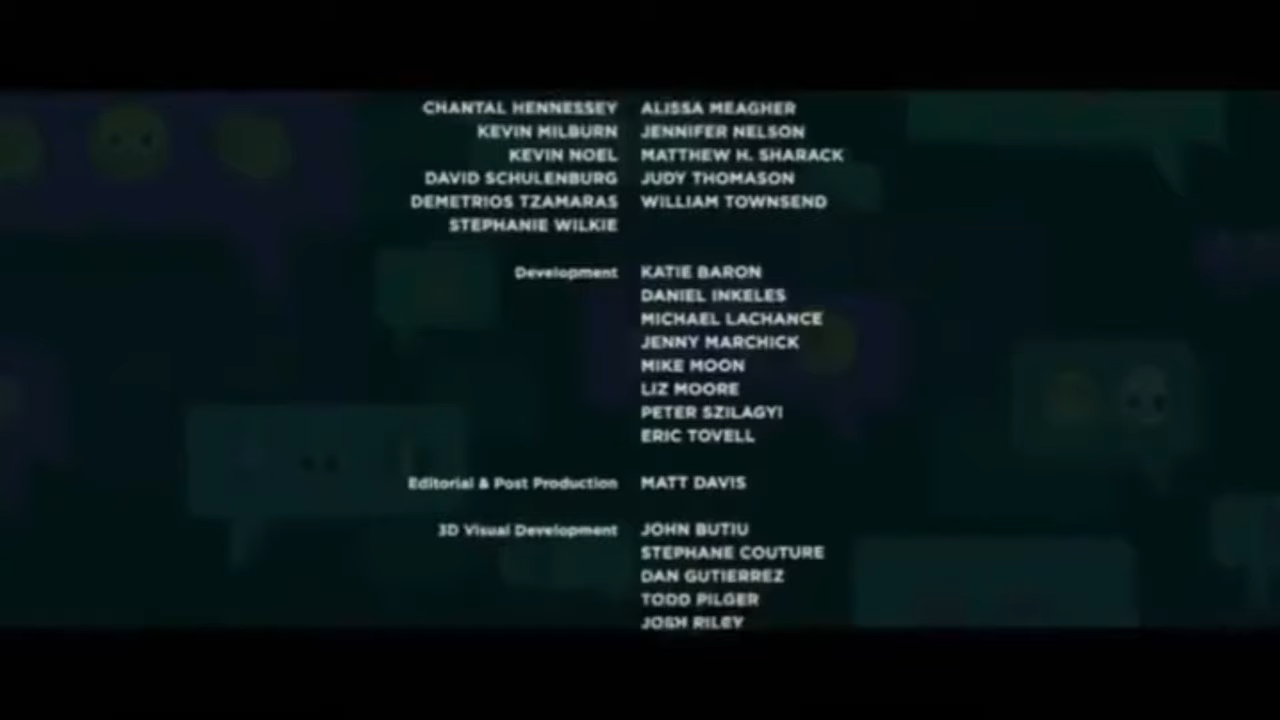 CHANTAL HENNESSEY ALISSA MEAGHER
KEVIN MILBURN JENNIFER NELSON
KEVIN NOEL MATTHEW H. SHARACK
DAVID SCHULENBURG JUDY THOMASON
DEMETRIOS TZAMARAS WILLIAM TOWNSEND
STEPHANIE WILKIE
Development KATIE BARON
DANIEL INKELES
MICHAEL LACHANCE
JENNY MARCHICK
MIKE MOON
LIZ MOORE
PETER SZILAGYI
ERIC TOVELL
Editorial & Post Production MATT DAVIS
3D Visual Development JOHN BUTIU
STEPHANE COUTURE
DAN GUTIERREZ
TODD PILGER
JOSH RILEY